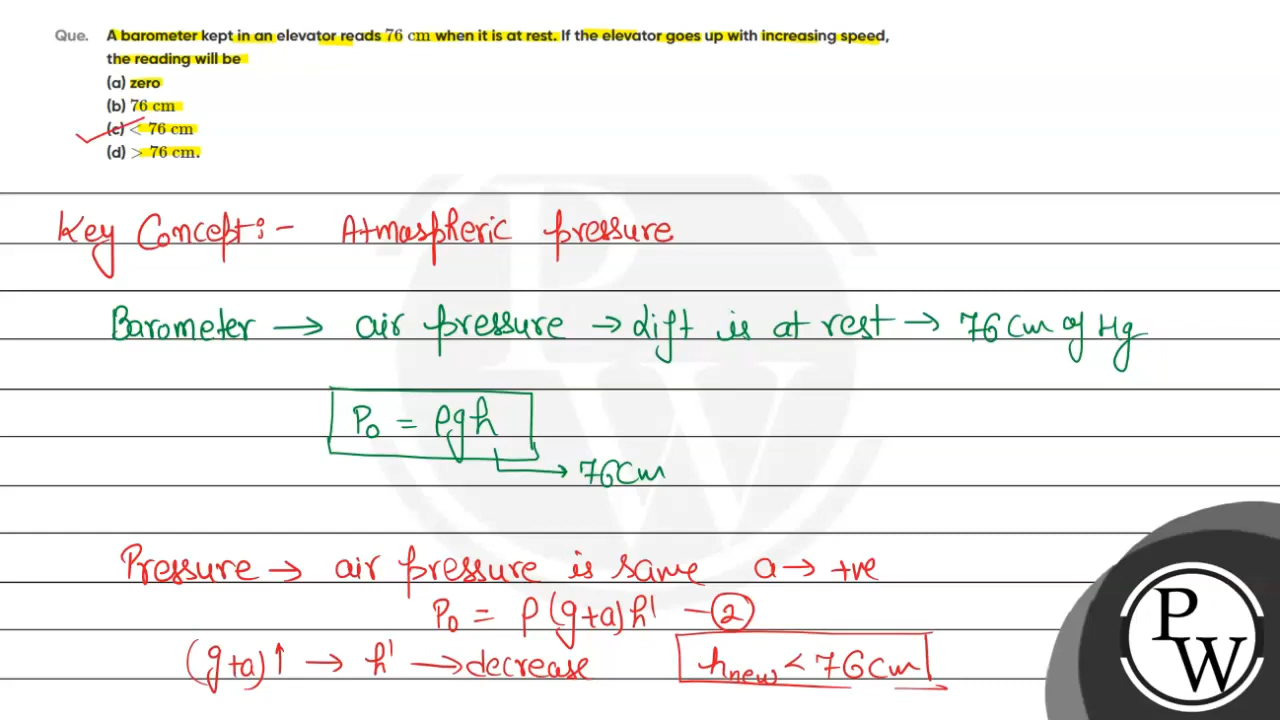 Que. A barometer kept in an elevator reads 76 cm when it is at rest. If the elevator goes up with increasing speed,
the reading will be
(a) zero
(b) 76 cm
(c) < 76 cm
(d) > 76 cm.
Key Concept:- Atmospheric pressure
Barometer → air pressure → lift is at rest → 76 Cm of Hg
P₀ = ρgh
→ 76Cm
Pressure → air pressure is same a → +ve
P₀ = ρ(g+a)h' - ②
(g+a)↑ → h' → decrease h_new < 76cm
PW